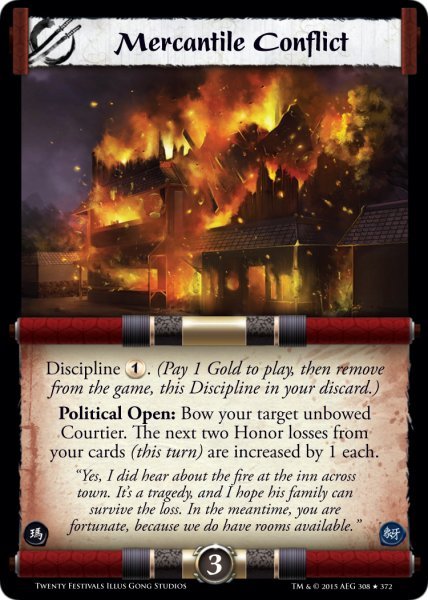 Mercantile Conflict
Discipline 1. (Pay 1 Gold to play, then remove
from the game, this Discipline in your discard.)
Political Open: Bow your target unbowed
Courtier. The next two Honor losses from
your cards (this turn) are increased by 1 each.
“Yes, I did hear about the fire at the inn across
town. It’s a tragedy, and I hope his family can
survive the loss. In the meantime, you are
fortunate, because we do have rooms available.”
瑪
3
TWENTY FESTIVALS ILLUS GONG STUDIOS
TM & © 2015 AEG 308 ★ 372